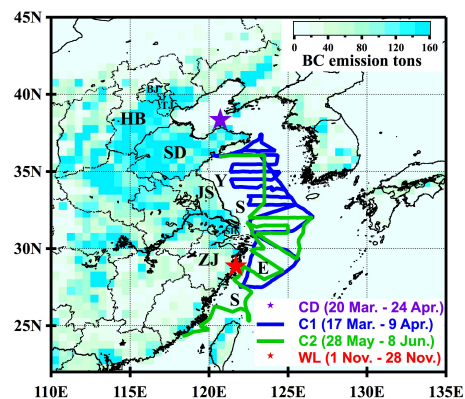 45N
0 40 80 120 160
BC emission tons
BJ
TJ
HB
40N
SD
35N
Y
JS
S
SH
30N
ZJ
E
S
CD (20 Mar. - 24 Apr.)
C1 (17 Mar. - 9 Apr.)
25N
C2 (28 May - 8 Jun.)
WL (1 Nov. - 28 Nov.)
110E 115E 120E 125E 130E 135E